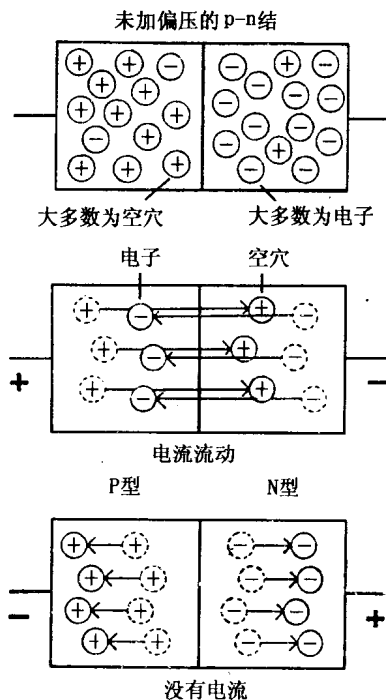 未加偏压的p-n结
大多数为空穴 大多数为电子
电子 空穴
+ −
电流流动
P型 N型
− +
没有电流